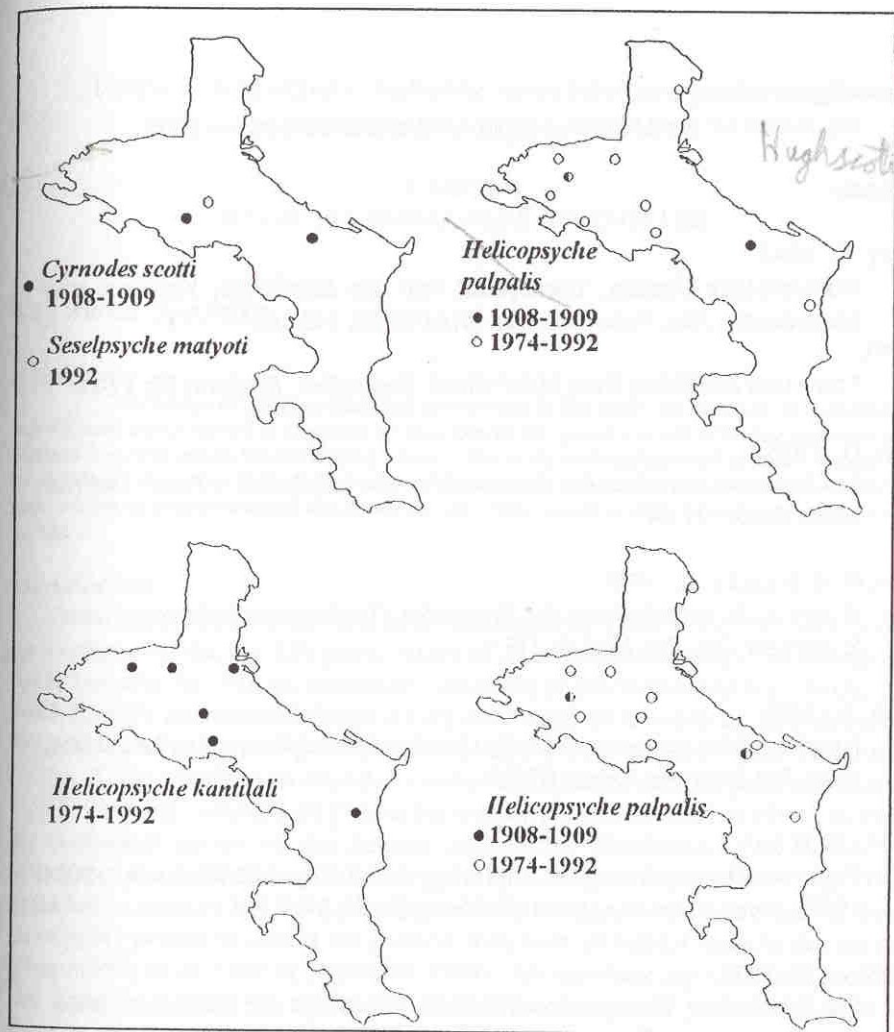 Hughscotti
Cyrnodes scotti
1908-1909
Seselpsyche matyoti
1992
Helicopsyche
palpalis
1908-1909
1974-1992
Helicopsyche kantilali
1974-1992
Helicopsyche palpalis
1908-1909
1974-1992